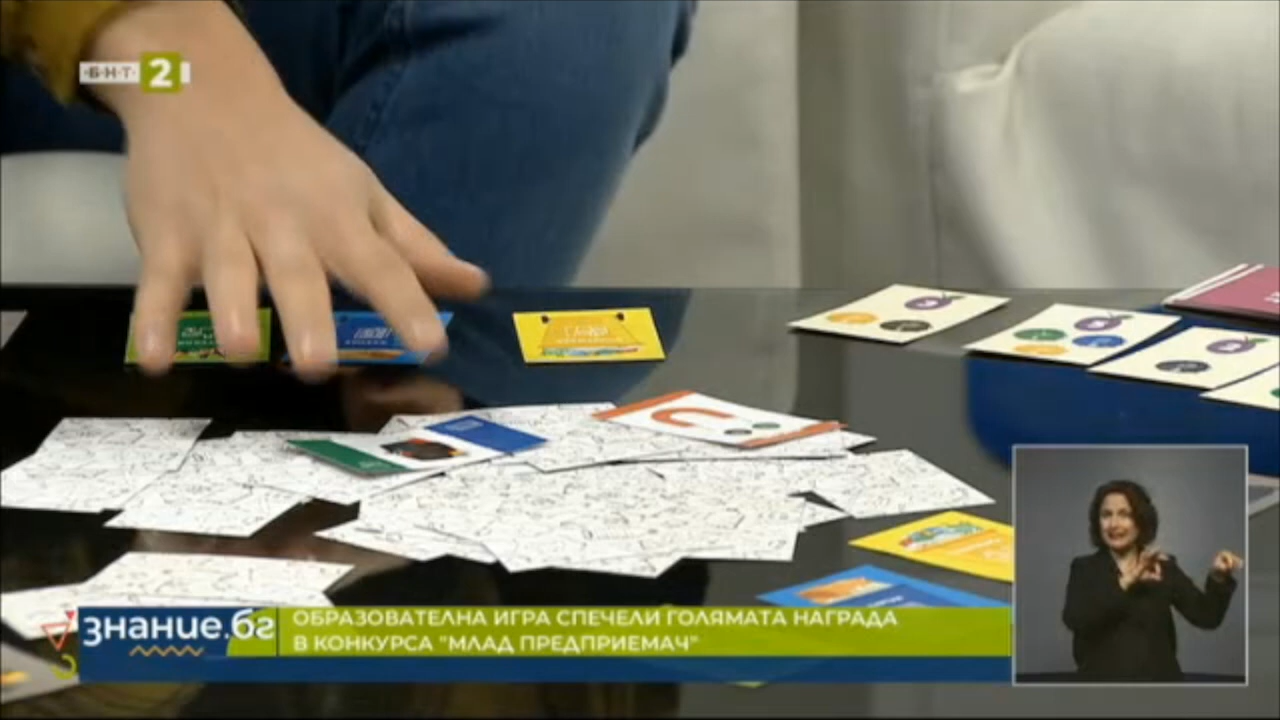 БНТ 2
знание.бг
ОБРАЗОВАТЕЛНА ИГРА СПЕЧЕЛИ ГОЛЯМАТА НАГРАДА
В КОНКУРСА "МЛАД ПРЕДПРИЕМАЧ"